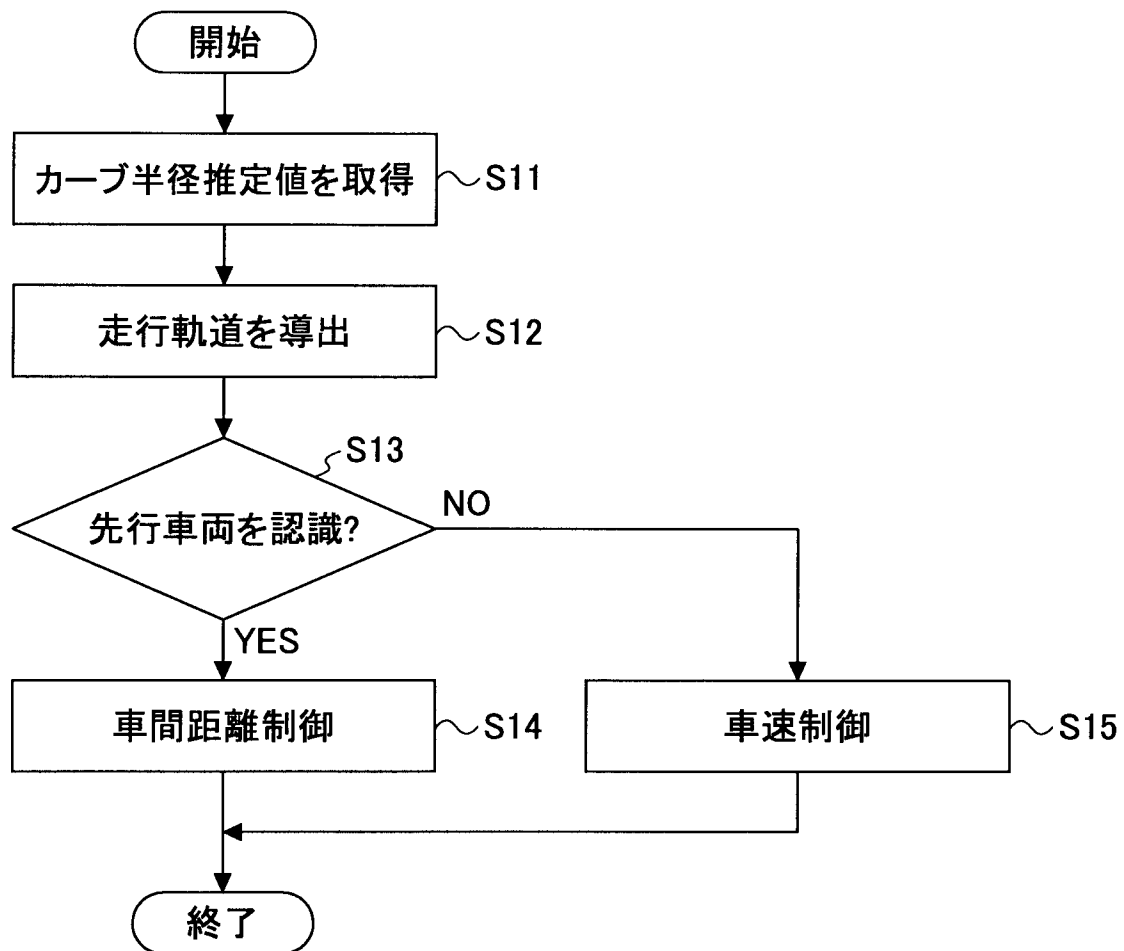 開始
カーブ半径推定値を取得
S11
走行軌道を導出
S12
S13
先行車両を認識?
NO
YES
車間距離制御
S14
車速制御
S15
終了